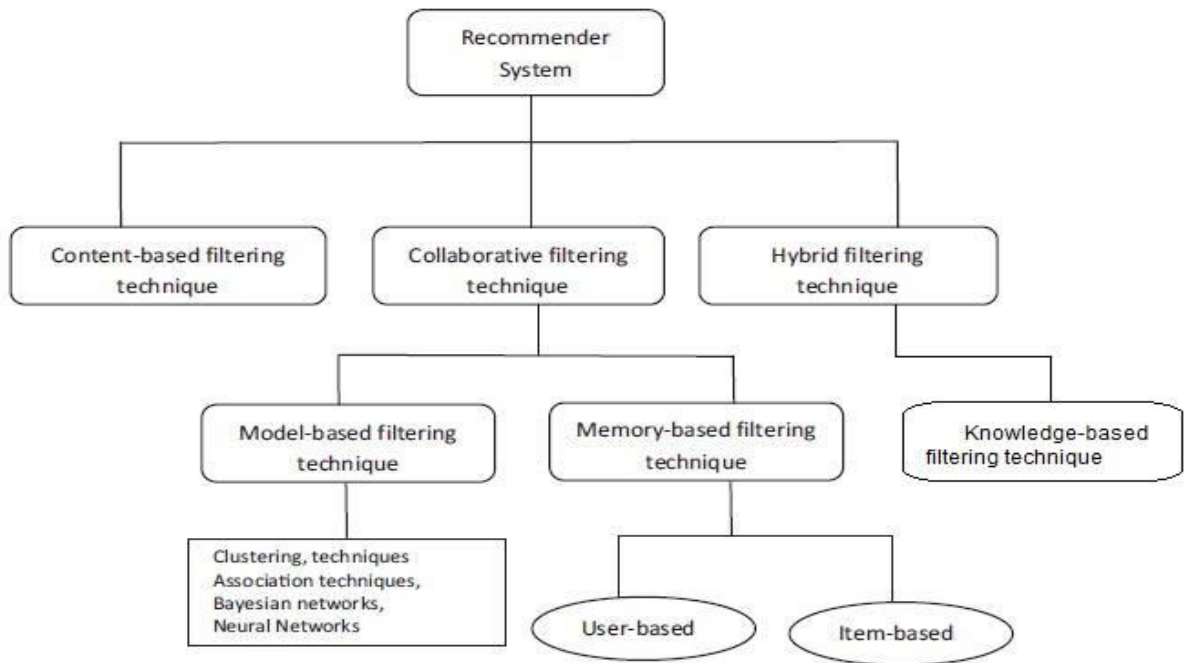 Recommender
System
Content-based filtering
technique
Collaborative filtering
technique
Hybrid filtering
technique
Model-based filtering
technique
Memory-based filtering
technique
Knowledge-based
filtering technique
Clustering, techniques
Association techniques,
Bayesian networks,
Neural Networks
User-based
Item-based